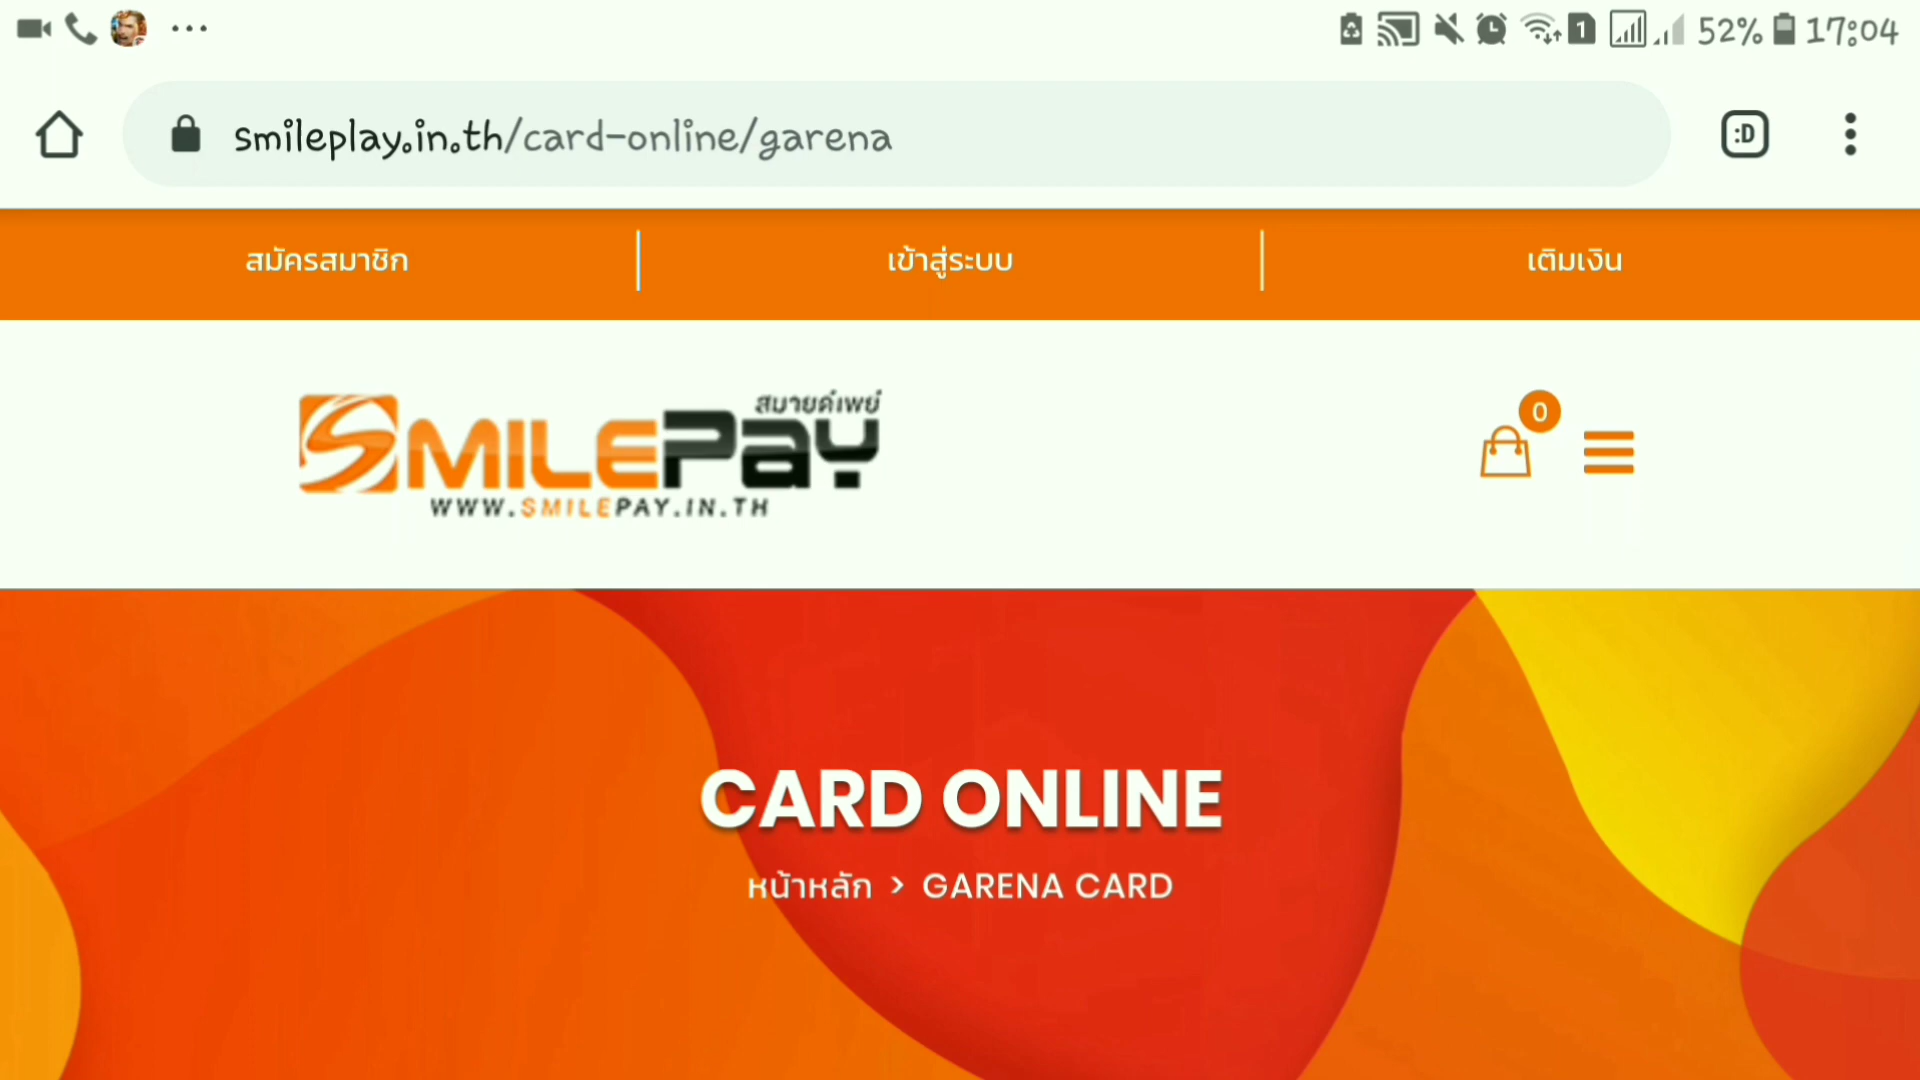 1 52% 17:04
smileplay.in.th/card-online/garena
:D
สมัครสมาชิก เข้าสู่ระบบ เติมเงิน
สมายด์เพย์
SMILEPay
WWW.SMILEPAY.IN.TH
0
CARD ONLINE
หน้าหลัก > GARENA CARD